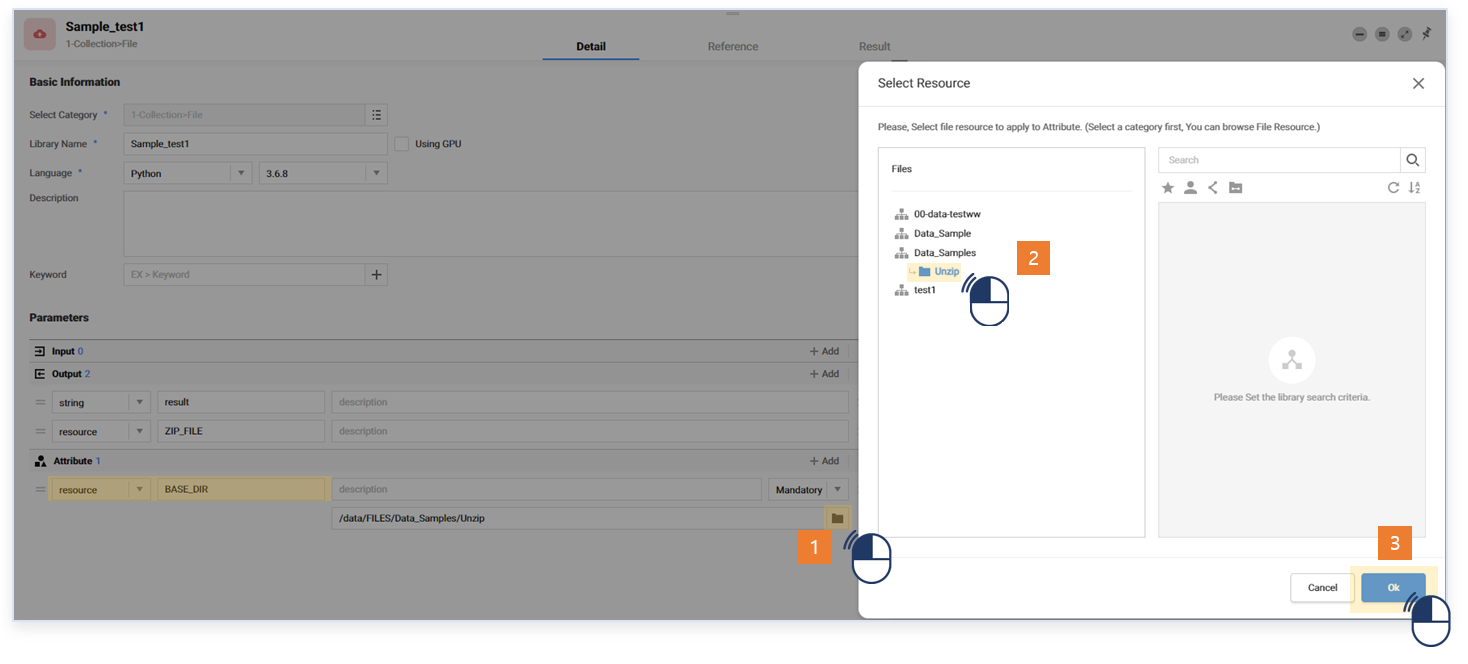 Sample_test1
1-Collection>File
Detail
Reference
Result
Basic Information
Select Category *
1-Collection>File
Library Name *
Sample_test1
Using GPU
Language *
Python
3.6.8
Description
Keyword
EX > Keyword
Parameters
Input 0
+ Add
Output 2
+ Add
string
result
description
resource
ZIP_FILE
description
Attribute 1
+ Add
resource
BASE_DIR
description
Mandatory
/data/FILES/Data_Samples/Unzip
1
Select Resource
Please, Select file resource to apply to Attribute. (Select a category first, You can browse File Resource.)
Files
00-data-testww
Data_Sample
Data_Samples
Unzip
test1
2
Search
Please Set the library search criteria.
3
Cancel
Ok